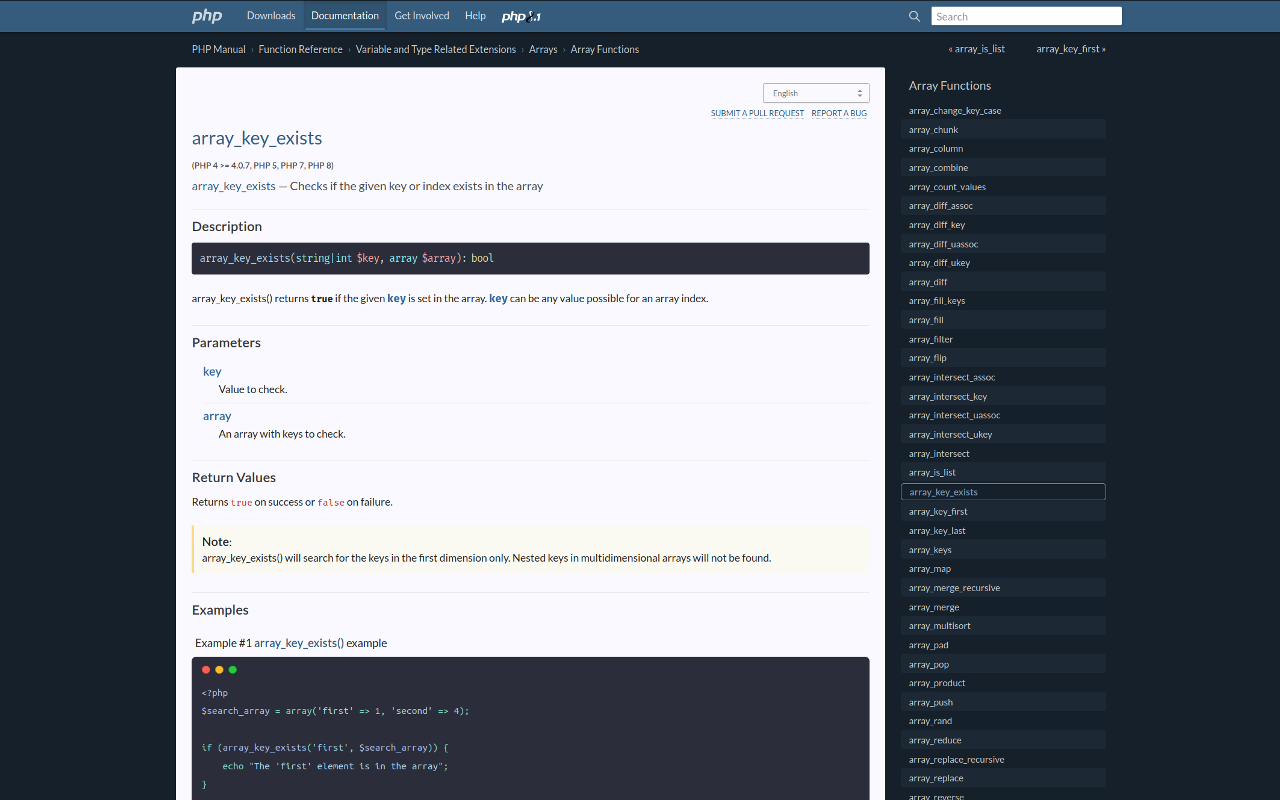 php Downloads Documentation Get Involved Help php 8.1 Search
PHP Manual › Function Reference › Variable and Type Related Extensions › Arrays › Array Functions
« array_is_list array_key_first »
English
SUBMIT A PULL REQUEST REPORT A BUG
array_key_exists
(PHP 4 >= 4.0.7, PHP 5, PHP 7, PHP 8)
array_key_exists — Checks if the given key or index exists in the array
Description
array_key_exists(string|int $key, array $array): bool
array_key_exists() returns true if the given key is set in the array. key can be any value possible for an array index.
Parameters
key
Value to check.
array
An array with keys to check.
Return Values
Returns true on success or false on failure.
Note:
array_key_exists() will search for the keys in the first dimension only. Nested keys in multidimensional arrays will not be found.
Examples
Example #1 array_key_exists() example
<?php
$search_array = array('first' => 1, 'second' => 4);
if (array_key_exists('first', $search_array)) {
echo "The 'first' element is in the array";
}
Array Functions
array_change_key_case
array_chunk
array_column
array_combine
array_count_values
array_diff_assoc
array_diff_key
array_diff_uassoc
array_diff_ukey
array_diff
array_fill_keys
array_fill
array_filter
array_flip
array_intersect_assoc
array_intersect_key
array_intersect_uassoc
array_intersect_ukey
array_intersect
array_is_list
array_key_exists
array_key_first
array_key_last
array_keys
array_map
array_merge_recursive
array_merge
array_multisort
array_pad
array_pop
array_product
array_push
array_rand
array_reduce
array_replace_recursive
array_replace
array_reverse